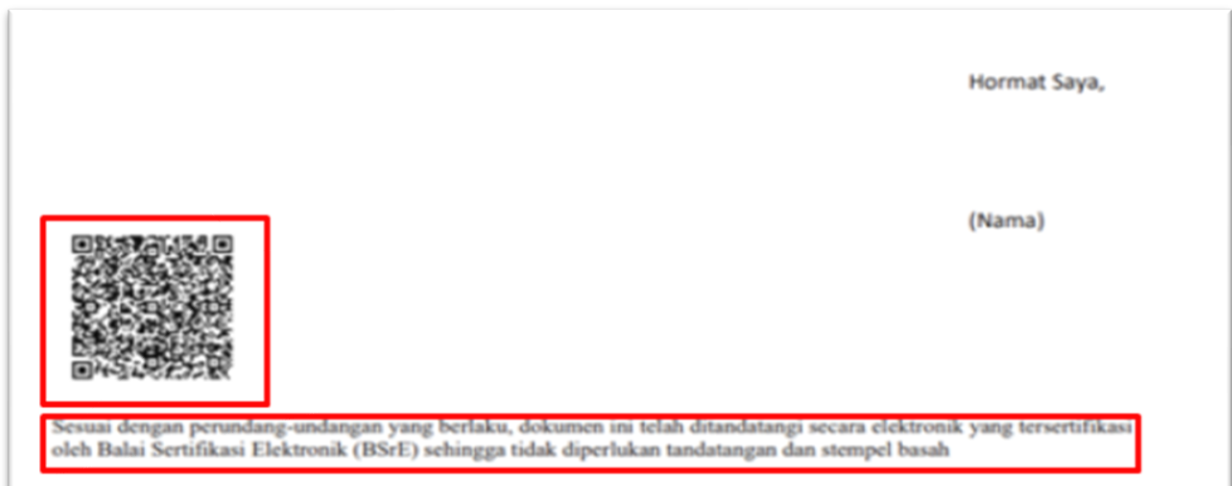 Hormat Saya,
(Nama)
Sesuai dengan perundang-undangan yang berlaku, dokumen ini telah ditandatangi secara elektronik yang tersertifikasi
oleh Balai Sertifikasi Elektronik (BSrE) sehingga tidak diperlukan tandatangan dan stempel basah